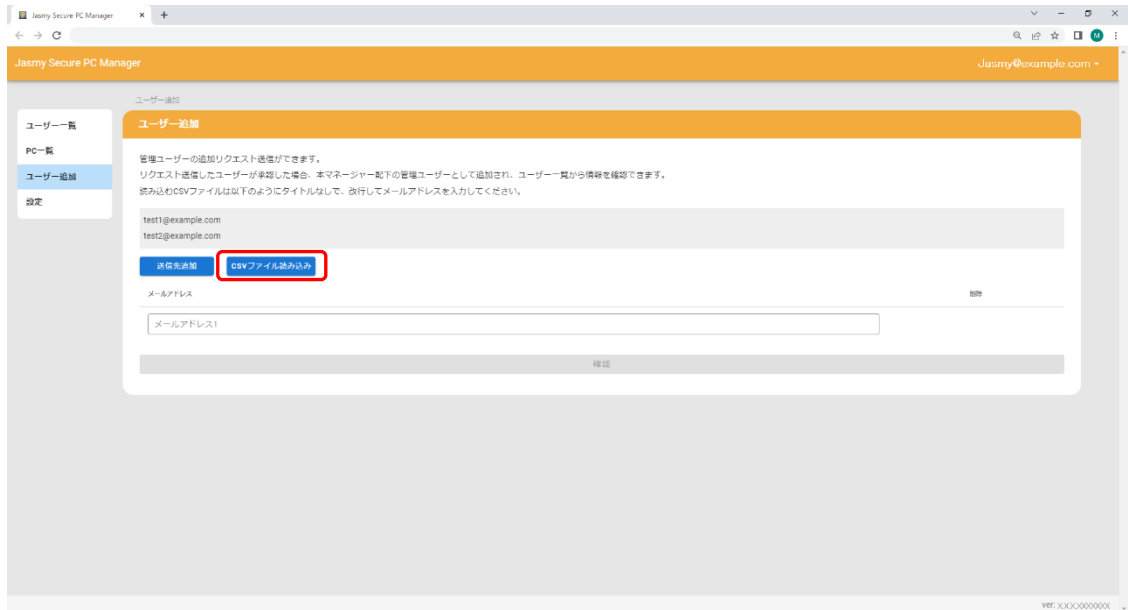 Jasmy Secure PC Manager
Jasmy Secure PC Manager
Jasmy@example.com
ユーザー追加
ユーザー一覧
PC一覧
ユーザー追加
設定
ユーザー追加
管理ユーザーの追加リクエスト送信ができます。
リクエスト送信したユーザーが承認した場合、本マネージャー配下の管理ユーザーとして追加され、ユーザー一覧から情報を確認できます。
読み込むCSVファイルは以下のようにタイトルなしで、改行してメールアドレスを入力してください。
test1@example.com
test2@example.com
送信先追加 CSVファイル読み込み
メールアドレス 削除
メールアドレス1
確認
ver: X.X.XXXXXXXXX